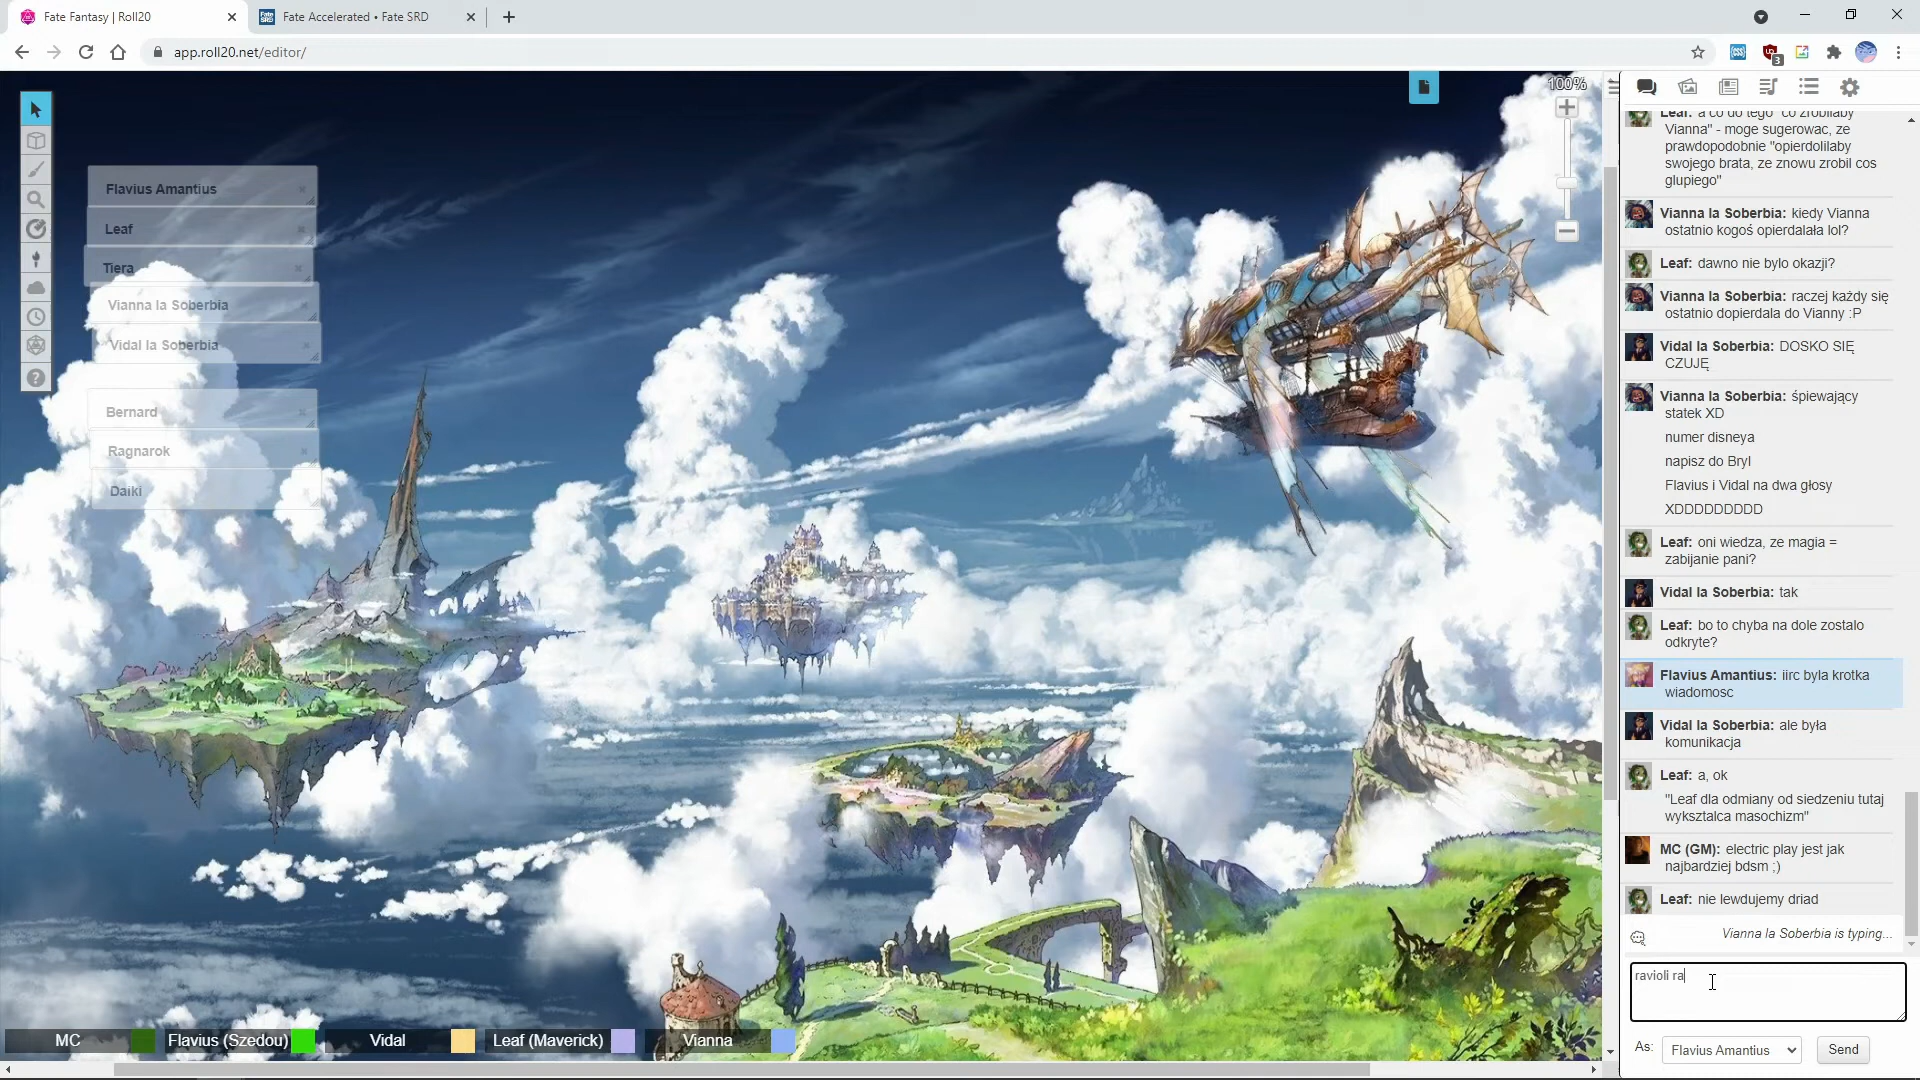 Fate Fantasy | Roll20
Fate Accelerated • Fate SRD
app.roll20.net/editor/
3
100%
Flavius Amantius
Leaf
Tiera
Vianna la Soberbia
Vidal la Soberbia
Bernard
Ragnarok
Daiki
Leaf: a co do tego "co zrobilaby
Vianna" - moge sugerowac, ze
prawdopodobnie "opierdolilaby
swojego brata, ze znowu zrobil cos
glupiego"
Vianna la Soberbia: kiedy Vianna
ostatnio kogoś opierdalała lol?
Leaf: dawno nie bylo okazji?
Vianna la Soberbia: raczej każdy się
ostatnio dopierdala do Vianny :P
Vidal la Soberbia: DOSKO SIĘ
CZUJĘ
Vianna la Soberbia: śpiewający
statek XD
numer disneya
napisz do Bryl
Flavius i Vidal na dwa głosy
XDDDDDDDDD
Leaf: oni wiedza, ze magia =
zabijanie pani?
Vidal la Soberbia: tak
Leaf: bo to chyba na dole zostalo
odkryte?
Flavius Amantius: iirc byla krotka
wiadomosc
Vidal la Soberbia: ale była
komunikacja
Leaf: a, ok
"Leaf dla odmiany od siedzeniu tutaj
wyksztalca masochizm"
MC (GM): electric play jest jak
najbardziej bdsm ;)
Leaf: nie lewdujemy driad
Vianna la Soberbia is typing...
ravioli ra
As: Flavius Amantius Send
MC Flavius (Szedou) Vidal Leaf (Maverick) Vianna